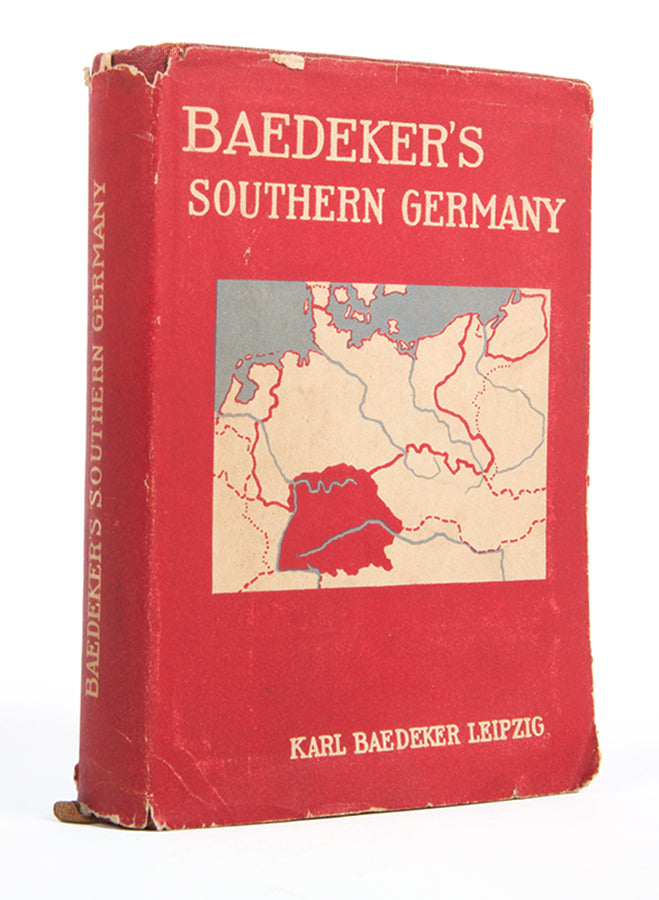 BAEDEKER'S
SOUTHERN GERMANY
KARL BAEDEKER LEIPZIG
BAEDEKER'S SOUTHERN GERMANY